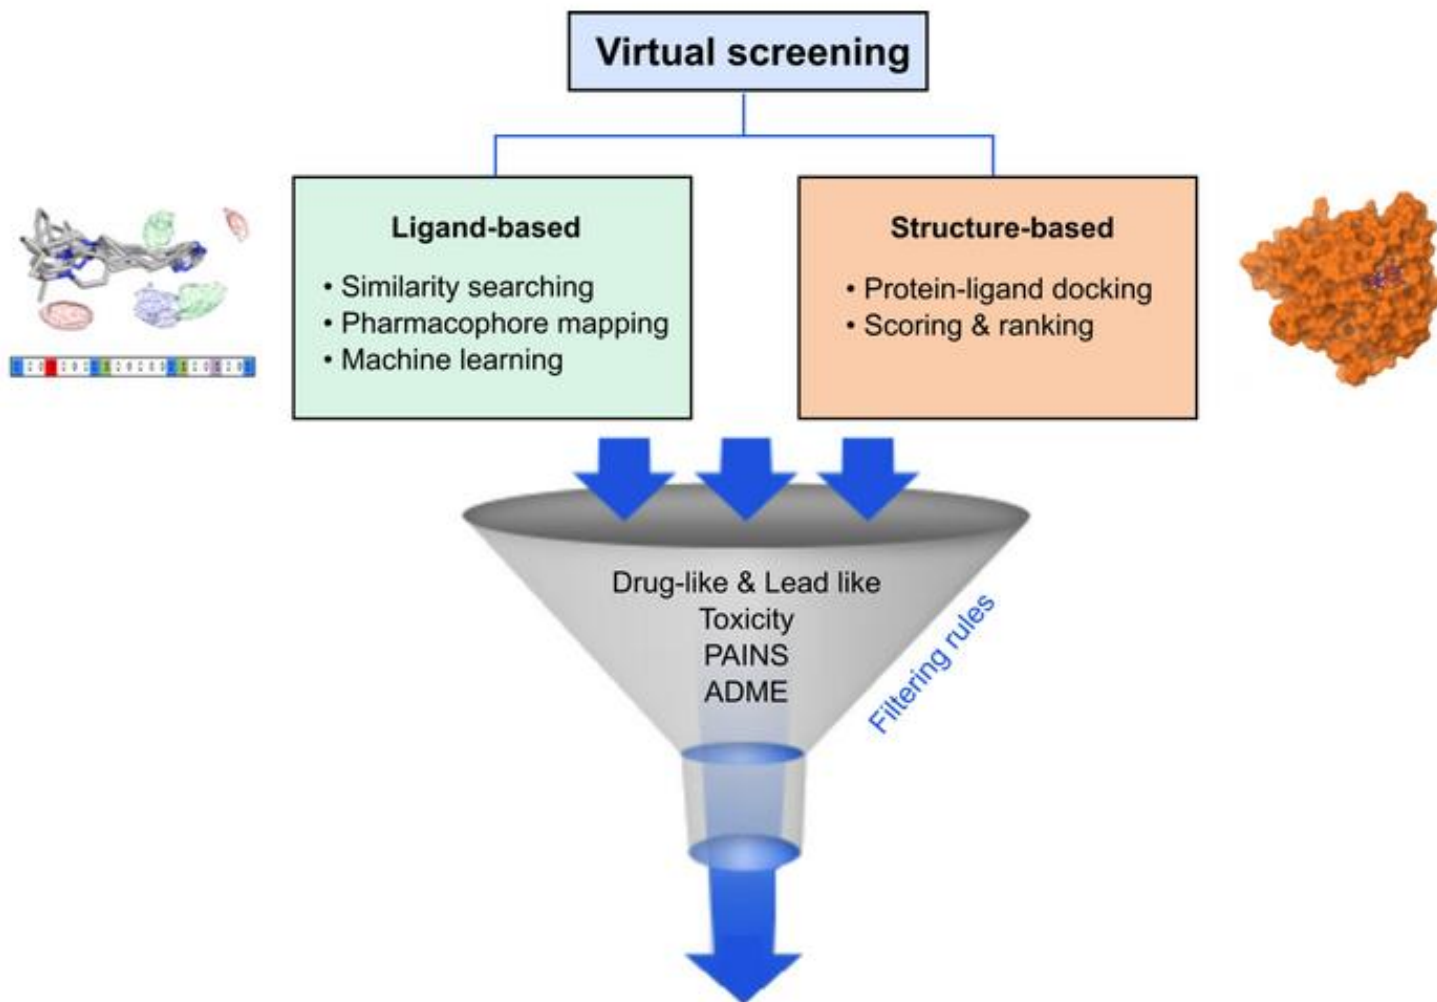 Virtual screening
Ligand-based
• Similarity searching
• Pharmacophore mapping
• Machine learning
Structure-based
• Protein-ligand docking
• Scoring & ranking
Drug-like & Lead like
Toxicity
PAINS
ADME
Filtering rules